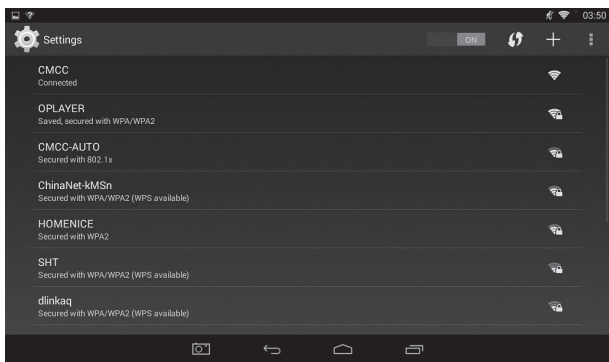 03:50
Settings
ON
CMCC
Connected
OPLAYER
Saved, secured with WPA/WPA2
CMCC-AUTO
Secured with 802.1x
ChinaNet-kMSn
Secured with WPA/WPA2 (WPS available)
HOMENICE
Secured with WPA2
SHT
Secured with WPA/WPA2 (WPS available)
dlinkaq
Secured with WPA/WPA2 (WPS available)